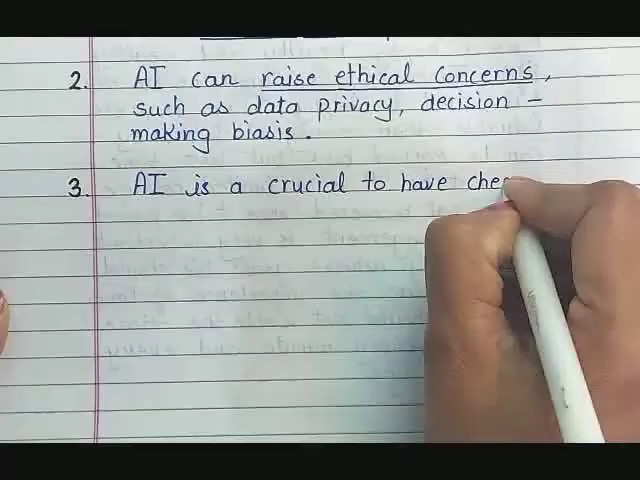 2. AI can raise ethical concerns,
such as data privacy, decision -
making biasis.
3. AI is a crucial to have che